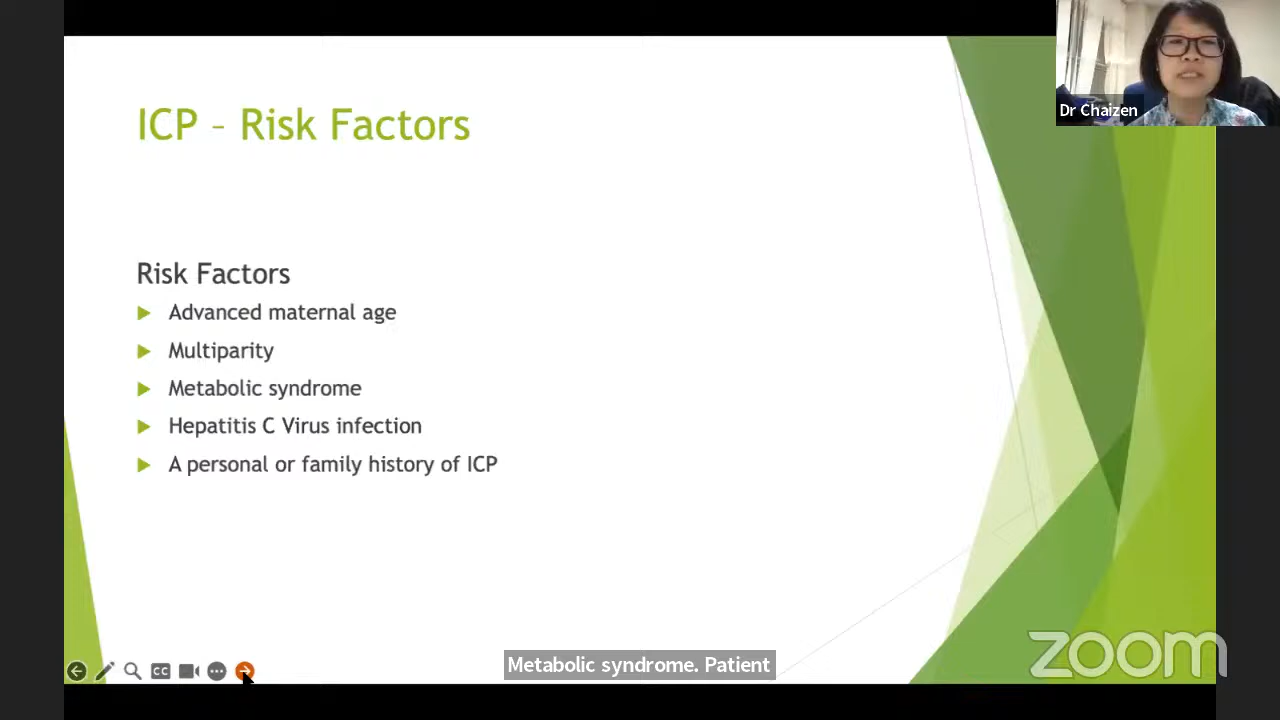 ICP – Risk Factors
Dr Chaizen
Risk Factors
Advanced maternal age
Multiparity
Metabolic syndrome
Hepatitis C Virus infection
A personal or family history of ICP
CC
Metabolic syndrome. Patient
zoom